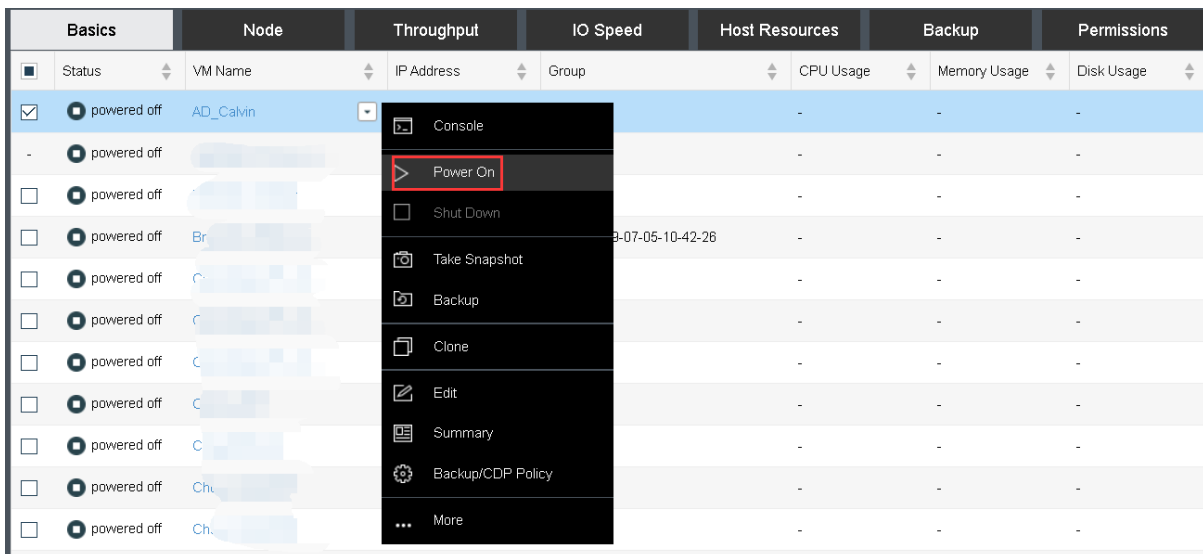 Basics Node Throughput IO Speed Host Resources Backup Permissions
Status VM Name IP Address Group CPU Usage Memory Usage Disk Usage
powered off AD_Calvin - - -
Console
- powered off - - -
Power On
powered off - - -
Shut Down
powered off Br 9-07-05-10-42-26 - - -
Take Snapshot
powered off - - -
Backup
powered off - - -
Clone
powered off - - -
Edit
powered off - - -
Summary
powered off C - - -
Backup/CDP Policy
powered off - - -
More
powered off - - -